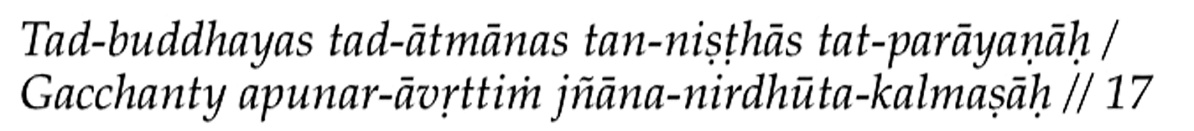 Tad-buddhayas tad-ātmānas tan-niṣṭhās tat-parāyaṇāḥ /
Gacchanty apunar-āvṛttiṁ jñāna-nirdhūta-kalmaṣāḥ // 17